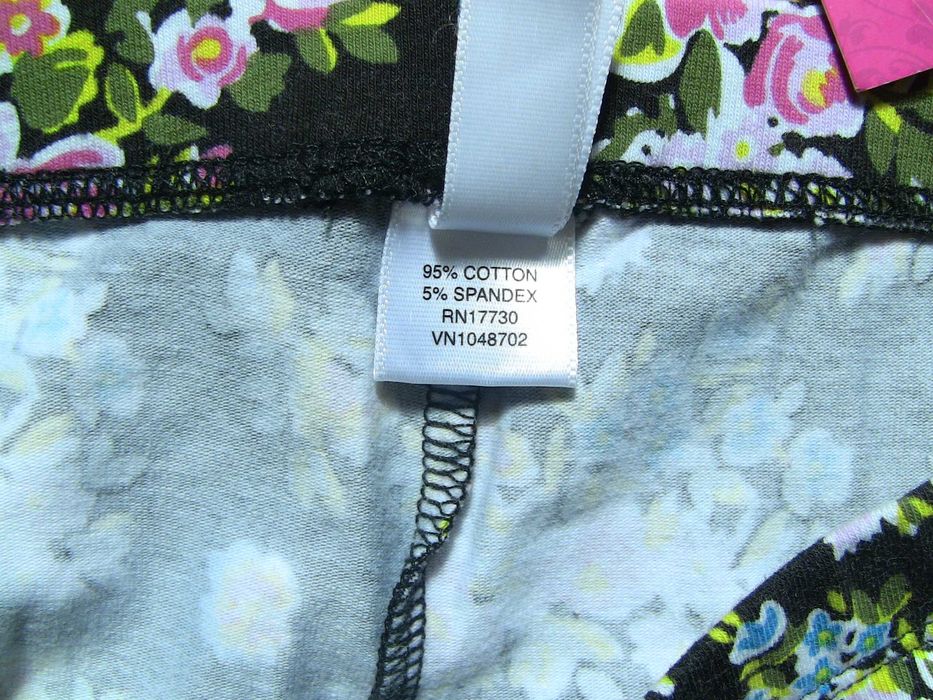 95% COTTON
5% SPANDEX
RN17730
VN1048702